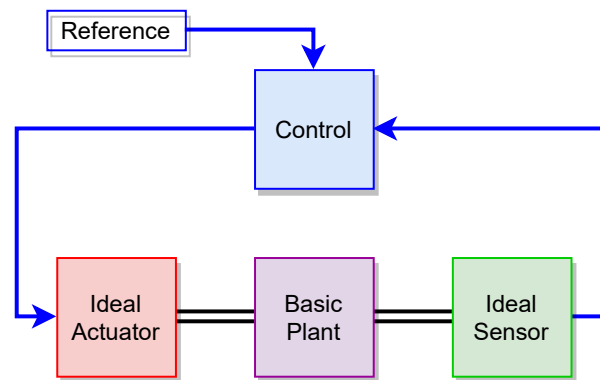 Reference
Control
Ideal
Actuator
Basic
Plant
Ideal
Sensor